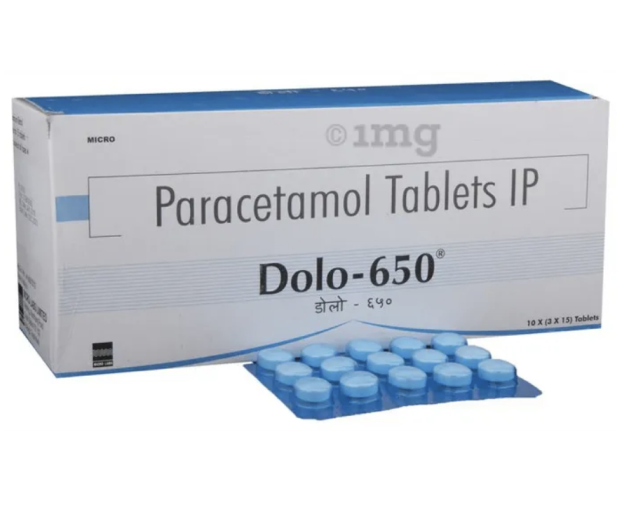 MICRO
©1mg
Paracetamol Tablets IP
Dolo-650®
डोलो - ६५०
10 X (3 X 15) Tablets